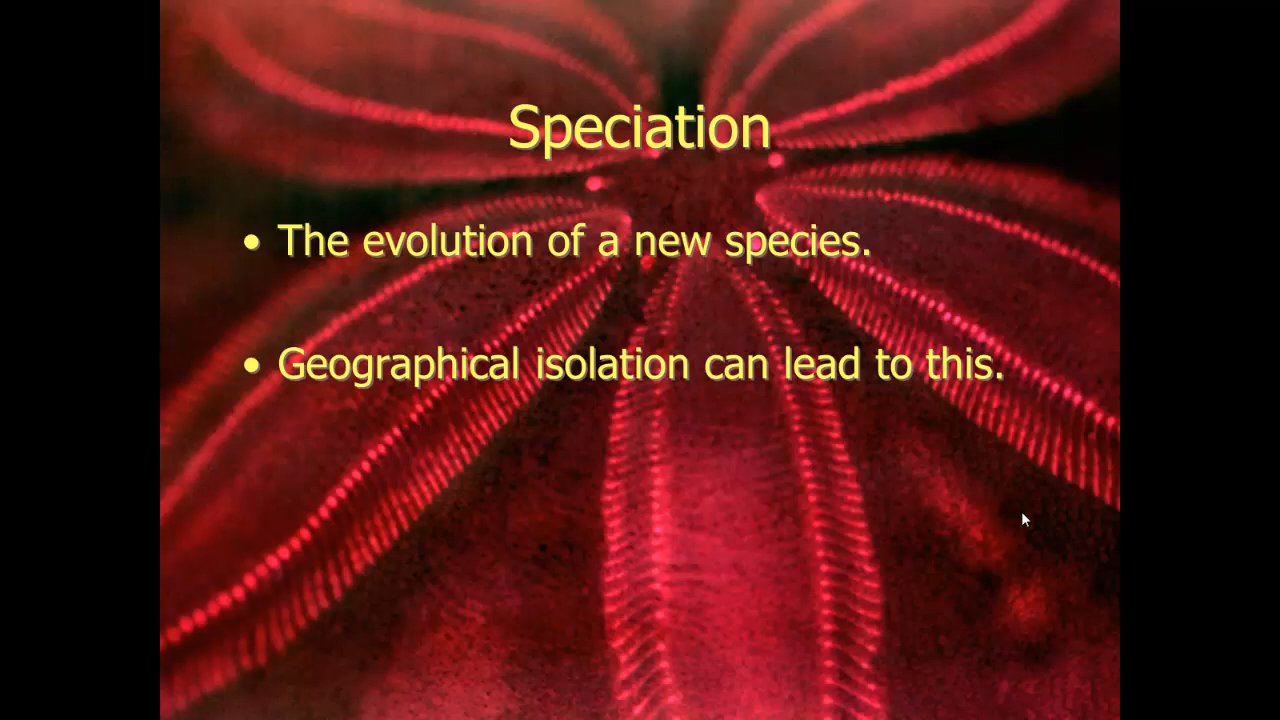 Speciation
• The evolution of a new species.
• Geographical isolation can lead to this.